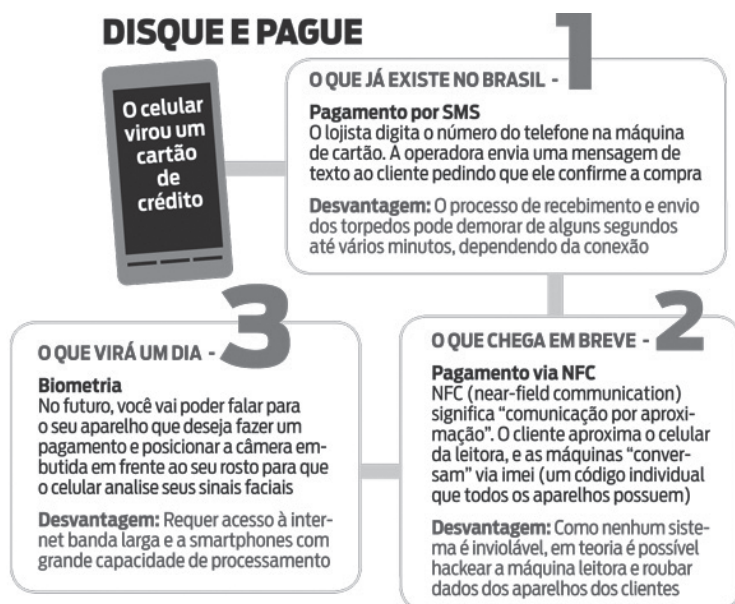 DISQUE E PAGUE
O celular
virou um
cartão
de
crédito
O QUE JÁ EXISTE NO BRASIL - 1
Pagamento por SMS
O lojista digita o número do telefone na máquina
de cartão. A operadora envia uma mensagem de
texto ao cliente pedindo que ele confirme a compra
Desvantagem: O processo de recebimento e envio
dos torpedos pode demorar de alguns segundos
até vários minutos, dependendo da conexão
O QUE CHEGA EM BREVE - 2
Pagamento via NFC
NFC (near-field communication)
significa “comunicação por aproxi-
mação”. O cliente aproxima o celular
da leitora, e as máquinas “conver-
sam” via imei (um código individual
que todos os aparelhos possuem)
Desvantagem: Como nenhum siste-
ma é inviolável, em teoria é possível
hackear a máquina leitora e roubar
dados dos aparelhos dos clientes
O QUE VIRÁ UM DIA - 3
Biometria
No futuro, você vai poder falar para
o seu aparelho que deseja fazer um
pagamento e posicionar a câmera em-
butida em frente ao seu rosto para que
o celular analise seus sinais faciais
Desvantagem: Requer acesso à inter-
net banda larga e a smartphones com
grande capacidade de processamento